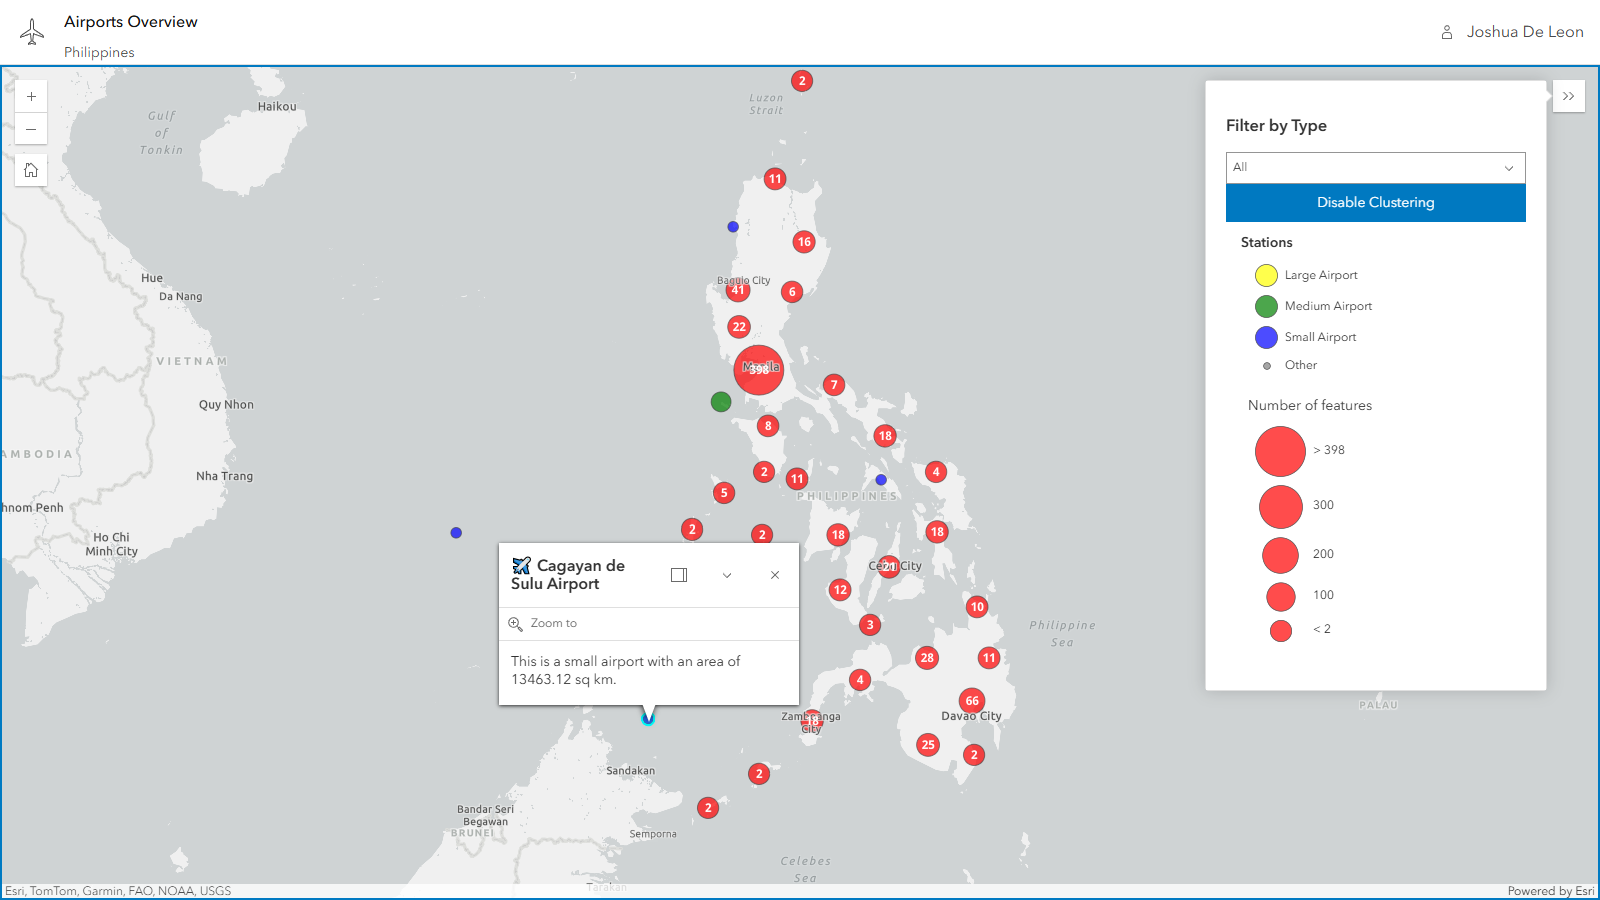 Airports Overview
Philippines
Joshua De Leon
Gulf
of
Tonkin
Haikou
Luzon
Strait
2
11
16
Baguio City
41
6
22
Manila
398
7
8
18
2
11
4
5
PHILIPPINES
2
2
18
18
Cebu City
21
12
10
3
28
11
4
66
Davao City
Zamboanga
City
25
2
2
2
Hue
Da Nang
VIETNAM
Quy Nhon
AMBODIA
Nha Trang
hnom Penh
Ho Chi
Minh City
Cagayan de
Sulu Airport
Zoom to
This is a small airport with an area of
13463.12 sq km.
Sandakan
Bandar Seri
Begawan
BRUNEI
Semporna
Tarakan
Celebes
Sea
Philippine
Sea
PALAU
Filter by Type
All
Disable Clustering
Stations
Large Airport
Medium Airport
Small Airport
Other
Number of features
> 398
300
200
100
< 2
Esri, TomTom, Garmin, FAO, NOAA, USGS
Powered by Esri